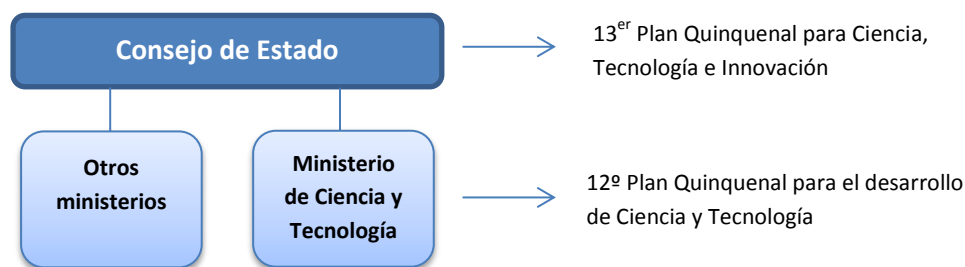 Consejo de Estado
13er Plan Quinquenal para Ciencia,
Tecnología e Innovación
Otros
ministerios
Ministerio
de Ciencia y
Tecnología
12º Plan Quinquenal para el desarrollo
de Ciencia y Tecnología